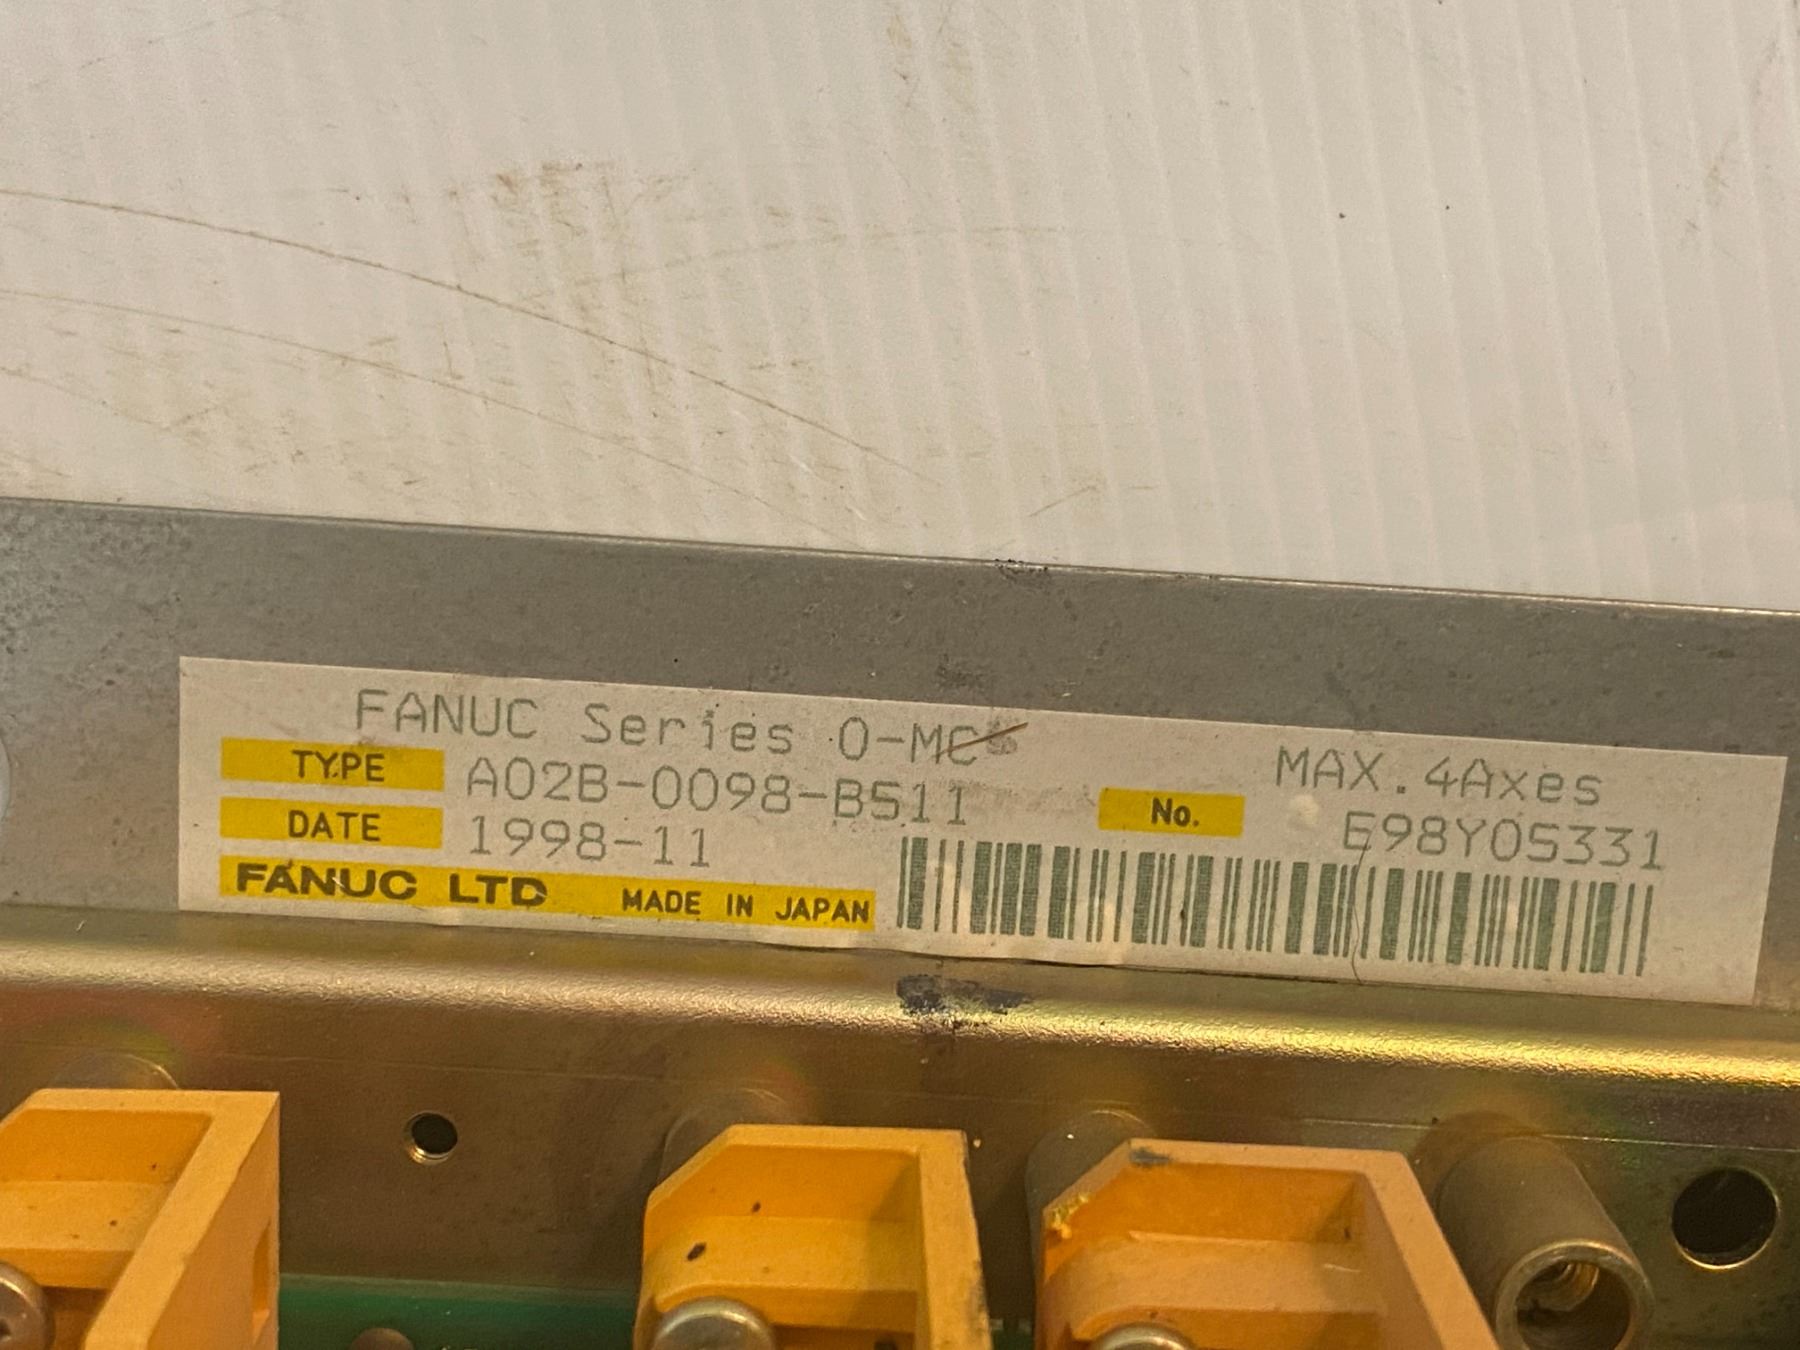 FANUC Series 0-MC MAX.4Axes
TYPE A02B-0098-B511 No. E98Y05331
DATE 1998-11
FANUC LTD MADE IN JAPAN